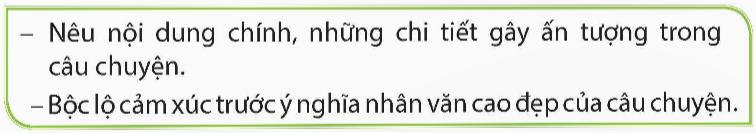 – Nêu nội dung chính, những chi tiết gây ấn tượng trong
câu chuyện.
– Bộc lộ cảm xúc trước ý nghĩa nhân văn cao đẹp của câu chuyện.